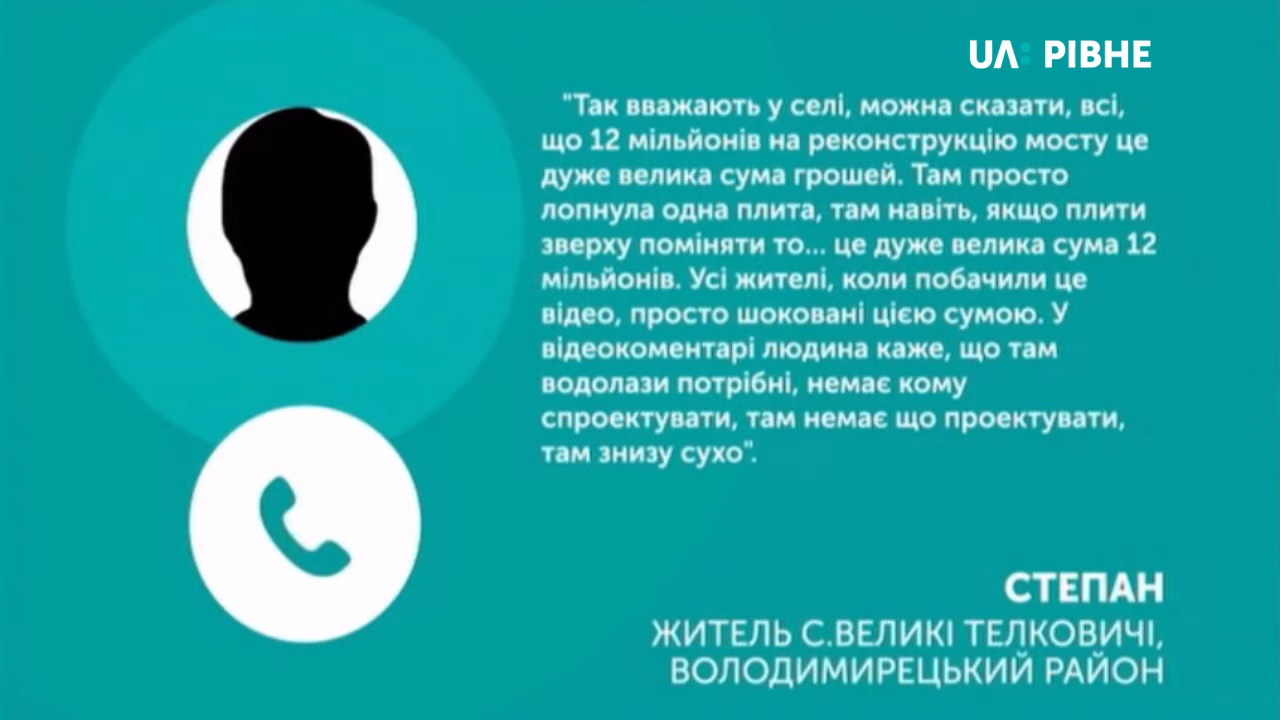 UA: РІВНЕ
"Так вважають у селі, можна сказати, всі,
що 12 мільйонів на реконструкцію мосту це
дуже велика сума грошей. Там просто
лопнула одна плита, там навіть, якщо плити
зверху поміняти то... це дуже велика сума 12
мільйонів. Усі жителі, коли побачили це
відео, просто шоковані цією сумою. У
відеокоментарі людина каже, що там
водолази потрібні, немає кому
спроектувати, там немає що проектувати,
там знизу сухо".
СТЕПАН
ЖИТЕЛЬ С.ВЕЛИКІ ТЕЛКОВИЧІ,
ВОЛОДИМИРЕЦЬКИЙ РАЙОН